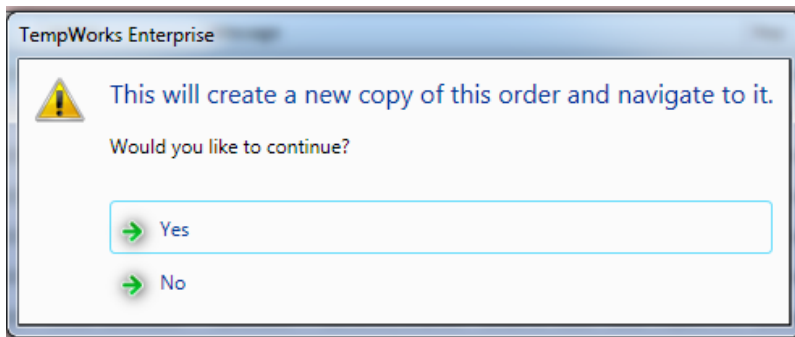 TempWorks Enterprise
This will create a new copy of this order and navigate to it.
Would you like to continue?
Yes
No